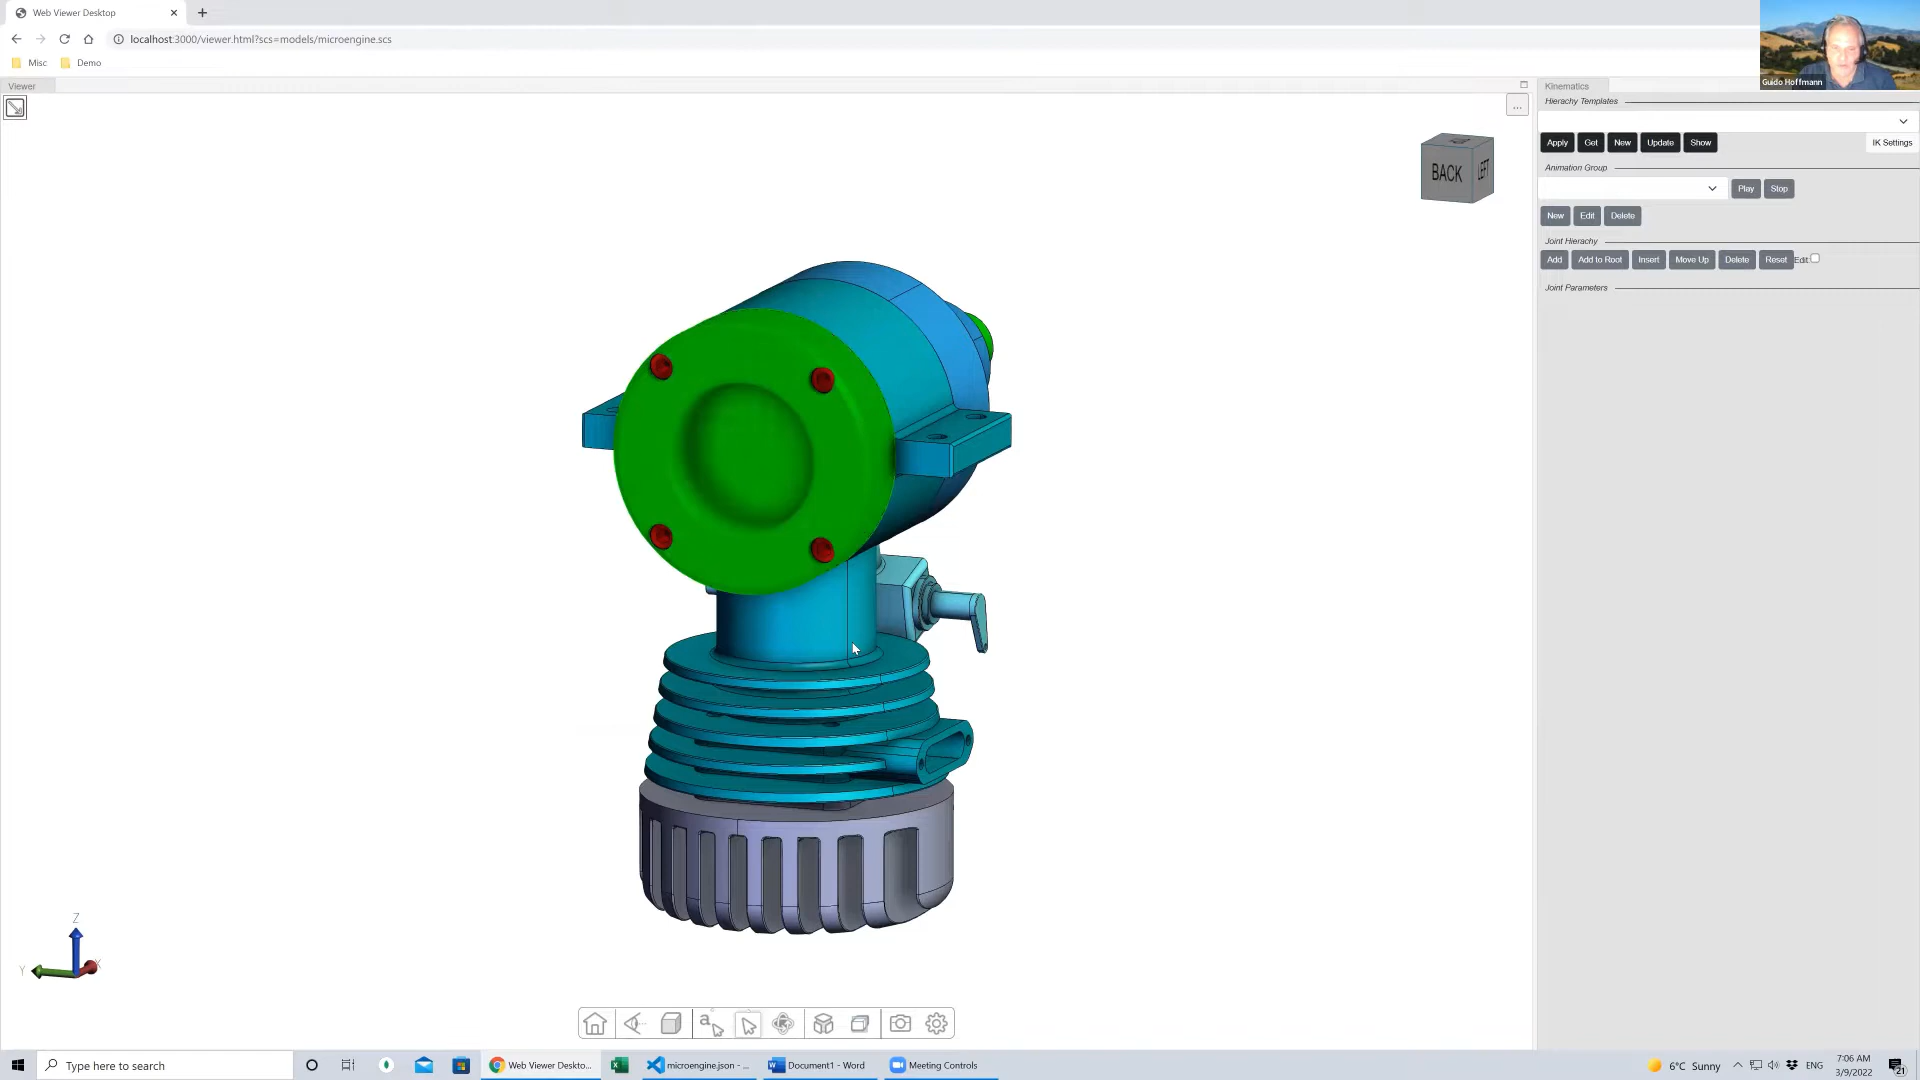 Web Viewer Desktop
localhost:3000/viewer.html?scs=models/microengine.scs
Misc
Demo
Guido Hoffmann
Viewer
...
BACK
LEFT
Kinematics
Hierachy Templates
Apply
Get
New
Update
Show
IK Settings
Animation Group
Play
Stop
New
Edit
Delete
Joint Hierachy
Add
Add to Root
Insert
Move Up
Delete
Reset
Edit
Joint Parameters
Z
Y
X
a
Type here to search
Web Viewer Deskto...
microengine.json - ...
Document1 - Word
Meeting Controls
6°C Sunny
ENG
7:06 AM
3/9/2022
21